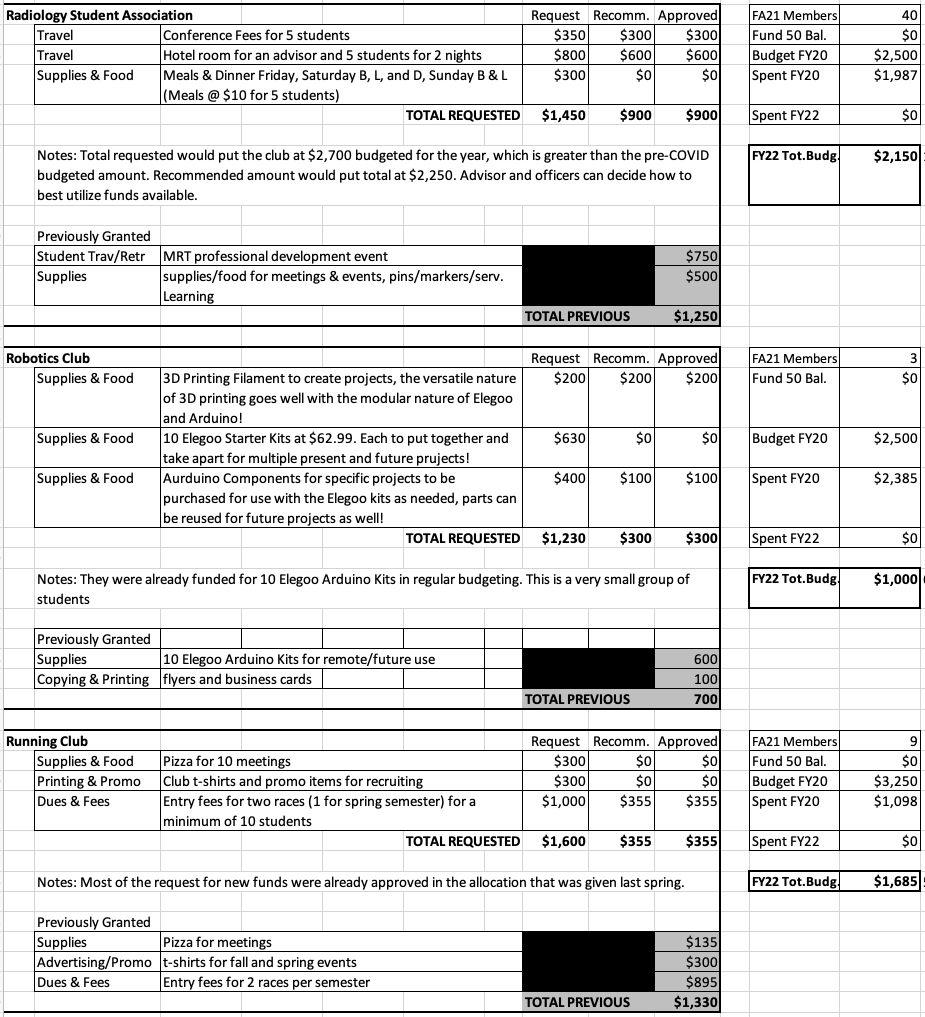 Radiology Student Association Request Recomm. Approved FA21 Members 40
Travel Conference Fees for 5 students $350 $300 $300 Fund 50 Bal. $0
Travel Hotel room for an advisor and 5 students for 2 nights $800 $600 $600 Budget FY20 $2,500
Supplies & Food Meals & Dinner Friday, Saturday B, L, and D, Sunday B & L $300 $0 $0 Spent FY20 $1,987
(Meals @ $10 for 5 students)
TOTAL REQUESTED $1,450 $900 $900 Spent FY22 $0
Notes: Total requested would put the club at $2,700 budgeted for the year, which is greater than the pre-COVID FY22 Tot.Budg. $2,150
budgeted amount. Recommended amount would put total at $2,250. Advisor and officers can decide how to
best utilize funds available.
Previously Granted
Student Trav/Retr MRT professional development event $750
Supplies supplies/food for meetings & events, pins/markers/serv. $500
Learning
TOTAL PREVIOUS $1,250
Robotics Club Request Recomm. Approved FA21 Members 3
Supplies & Food 3D Printing Filament to create projects, the versatile nature $200 $200 $200 Fund 50 Bal. $0
of 3D printing goes well with the modular nature of Elegoo
and Arduino!
Supplies & Food 10 Elegoo Starter Kits at $62.99. Each to put together and $630 $0 $0 Budget FY20 $2,500
take apart for multiple present and future prujects!
Supplies & Food Aurduino Components for specific projects to be $400 $100 $100 Spent FY20 $2,385
purchased for use with the Elegoo kits as needed, parts can
be reused for future projects as well!
TOTAL REQUESTED $1,230 $300 $300 Spent FY22 $0
Notes: They were already funded for 10 Elegoo Arduino Kits in regular budgeting. This is a very small group of FY22 Tot.Budg. $1,000
students
Previously Granted
Supplies 10 Elegoo Arduino Kits for remote/future use 600
Copying & Printing flyers and business cards 100
TOTAL PREVIOUS 700
Running Club Request Recomm. Approved FA21 Members 9
Supplies & Food Pizza for 10 meetings $300 $0 $0 Fund 50 Bal. $0
Printing & Promo Club t-shirts and promo items for recruiting $300 $0 $0 Budget FY20 $3,250
Dues & Fees Entry fees for two races (1 for spring semester) for a $1,000 $355 $355 Spent FY20 $1,098
minimum of 10 students
TOTAL REQUESTED $1,600 $355 $355 Spent FY22 $0
Notes: Most of the request for new funds were already approved in the allocation that was given last spring. FY22 Tot.Budg. $1,685
Previously Granted
Supplies Pizza for meetings $135
Advertising/Promo t-shirts for fall and spring events $300
Dues & Fees Entry fees for 2 races per semester $895
TOTAL PREVIOUS $1,330